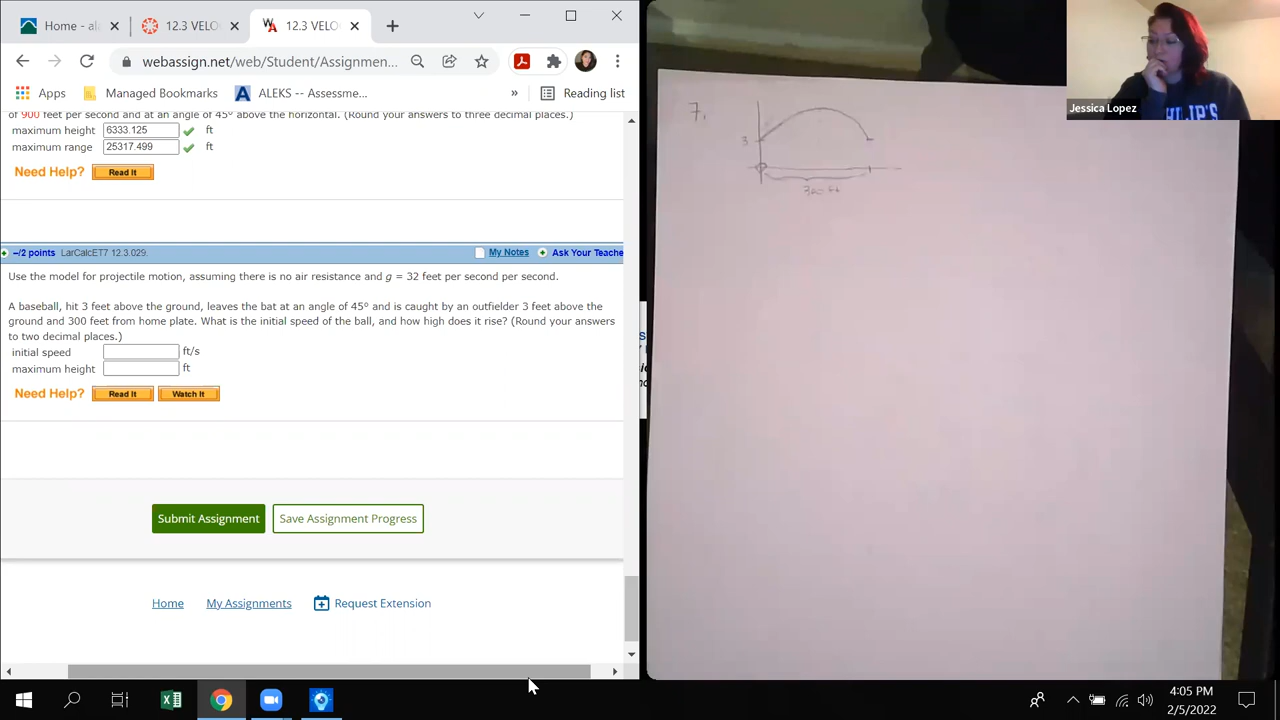 Home - al
12.3 VELO
12.3 VELO
webassign.net/web/Student/Assignmen...
Apps
Managed Bookmarks
ALEKS -- Assessme...
»
Reading list
of 900 feet per second and at an angle of 45° above the horizontal. (Round your answers to three decimal places.)
maximum height 6333.125 ft
maximum range 25317.499 ft
Need Help? Read It
–/2 points LarCalcET7 12.3.029.
My Notes
Ask Your Teache
Use the model for projectile motion, assuming there is no air resistance and g = 32 feet per second per second.
A baseball, hit 3 feet above the ground, leaves the bat at an angle of 45° and is caught by an outfielder 3 feet above the
ground and 300 feet from home plate. What is the initial speed of the ball, and how high does it rise? (Round your answers
to two decimal places.)
initial speed ft/s
maximum height ft
Need Help? Read It Watch It
Submit Assignment
Save Assignment Progress
Home
My Assignments
Request Extension
7.
3
300 ft
Jessica Lopez
4:05 PM
2/5/2022